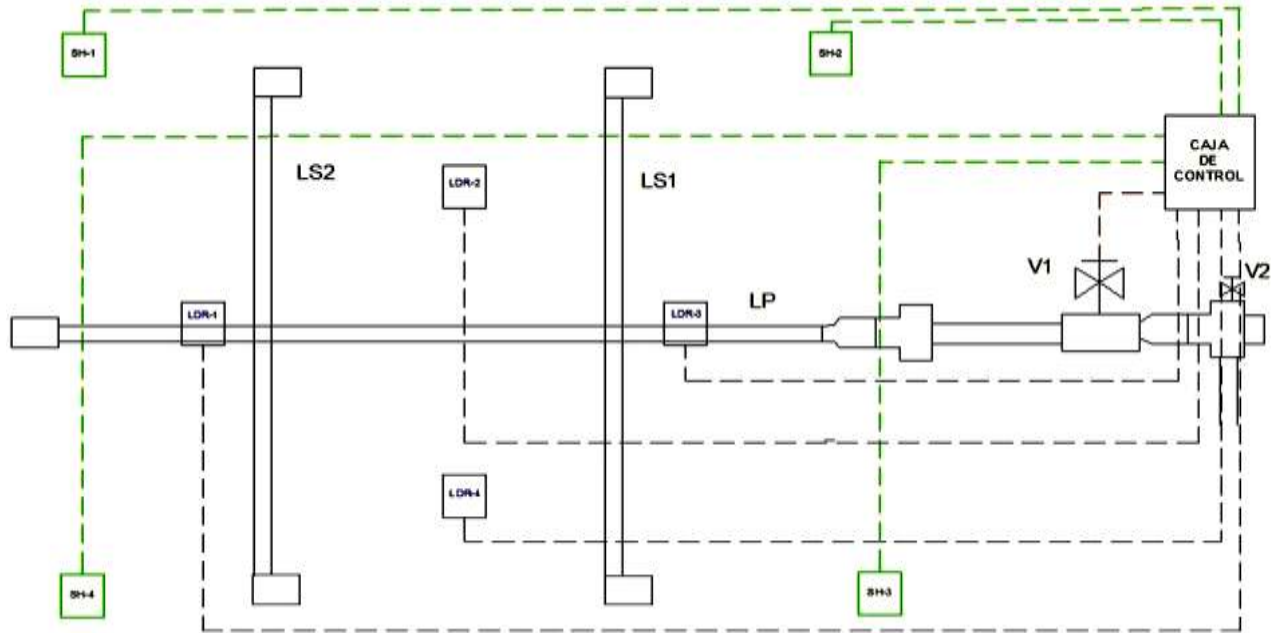 SH-1
SH-2
CAJA
DE
CONTROL
LS2
LDR-2
LS1
V1
V2
LDR-1
LDR-3
LP
LDR-4
SH-4
SH-3